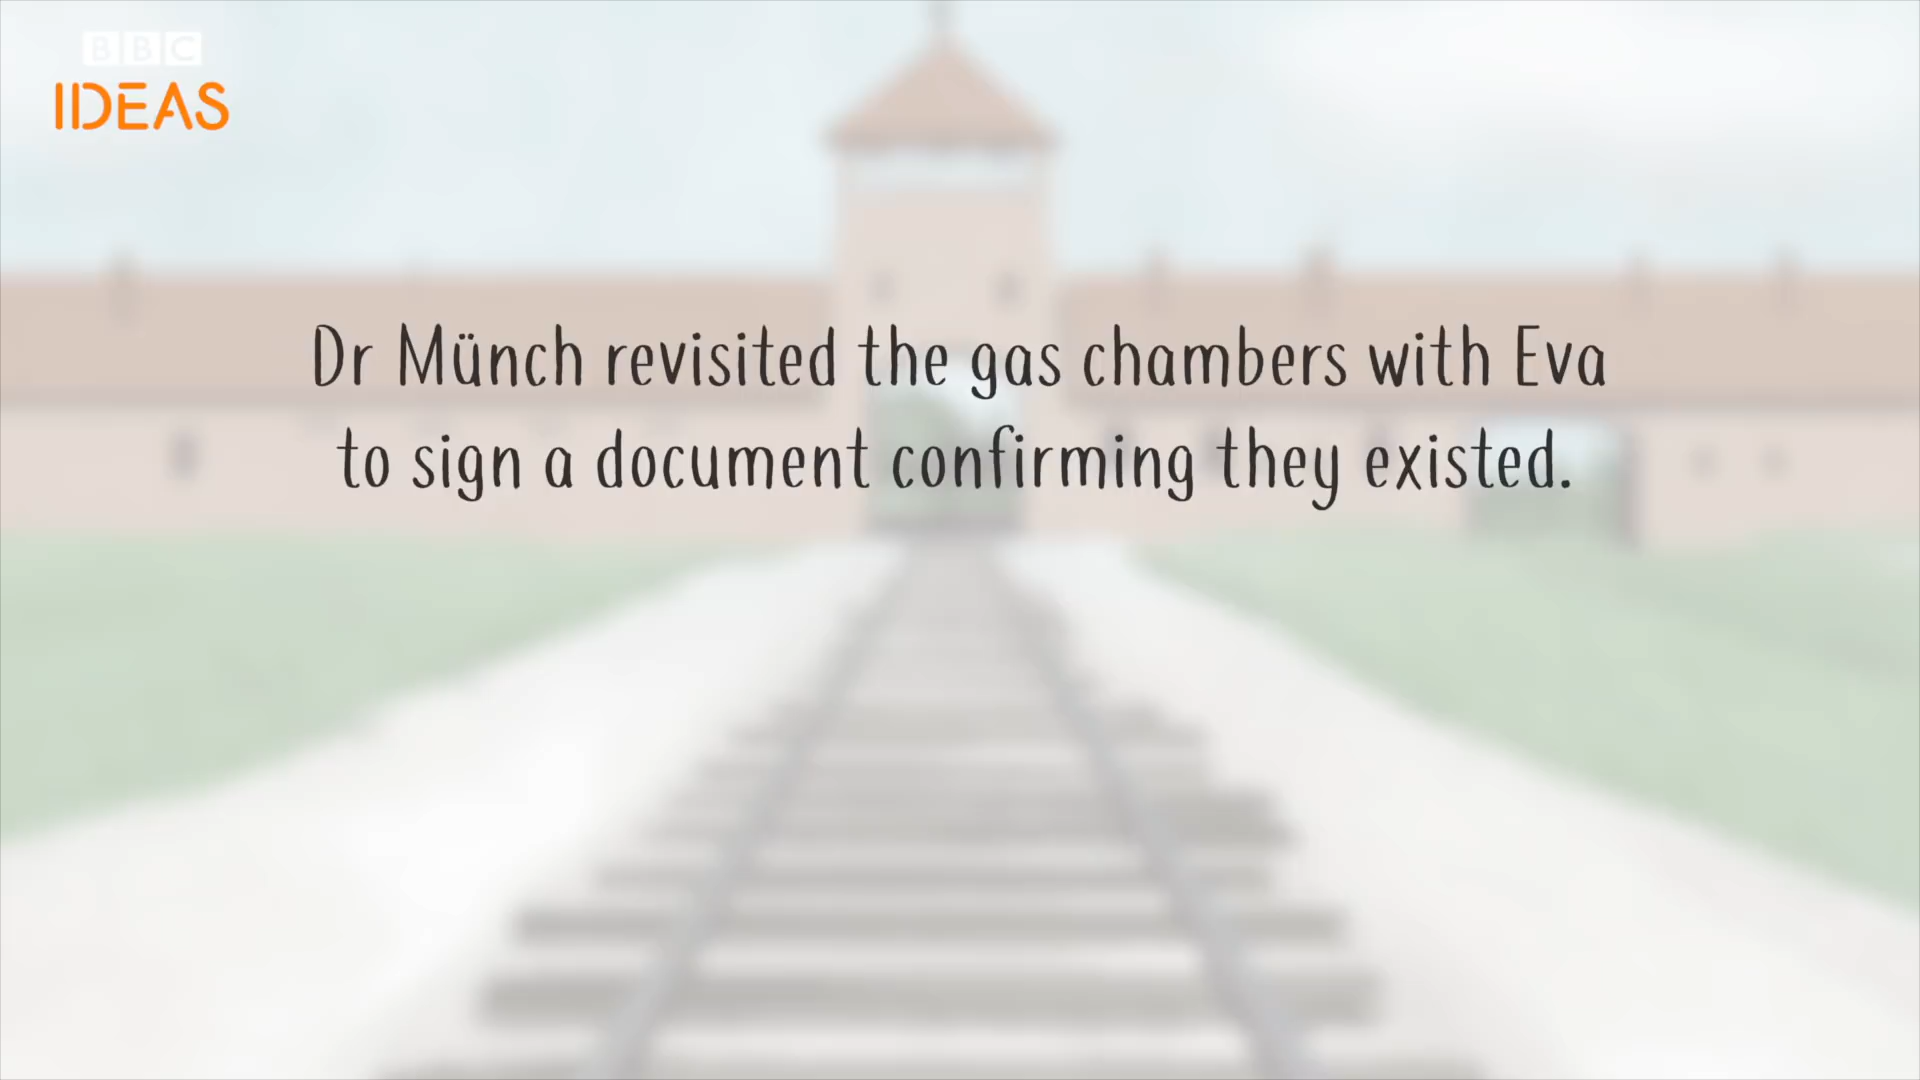 BBC
IDEAS
Dr Münch revisited the gas chambers with Eva
to sign a document confirming they existed.